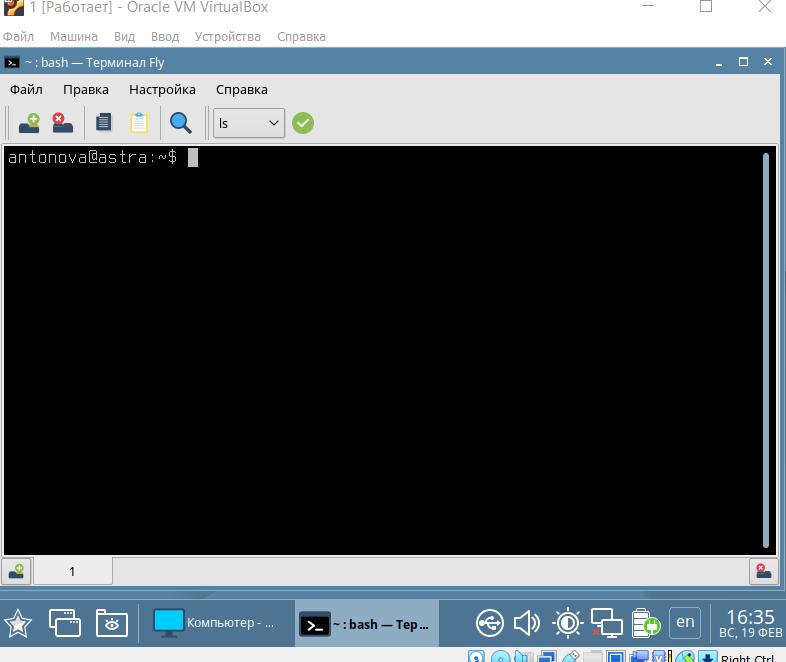 1 [Работает] - Oracle VM VirtualBox
Файл Машина Вид Ввод Устройства Справка
~ : bash — Терминал Fly
Файл Правка Настройка Справка
ls
antonova@astra:~$
1
Компьютер - ...
~ : bash — Тер...
en
16:35
ВС, 19 ФЕВ
Right Ctrl